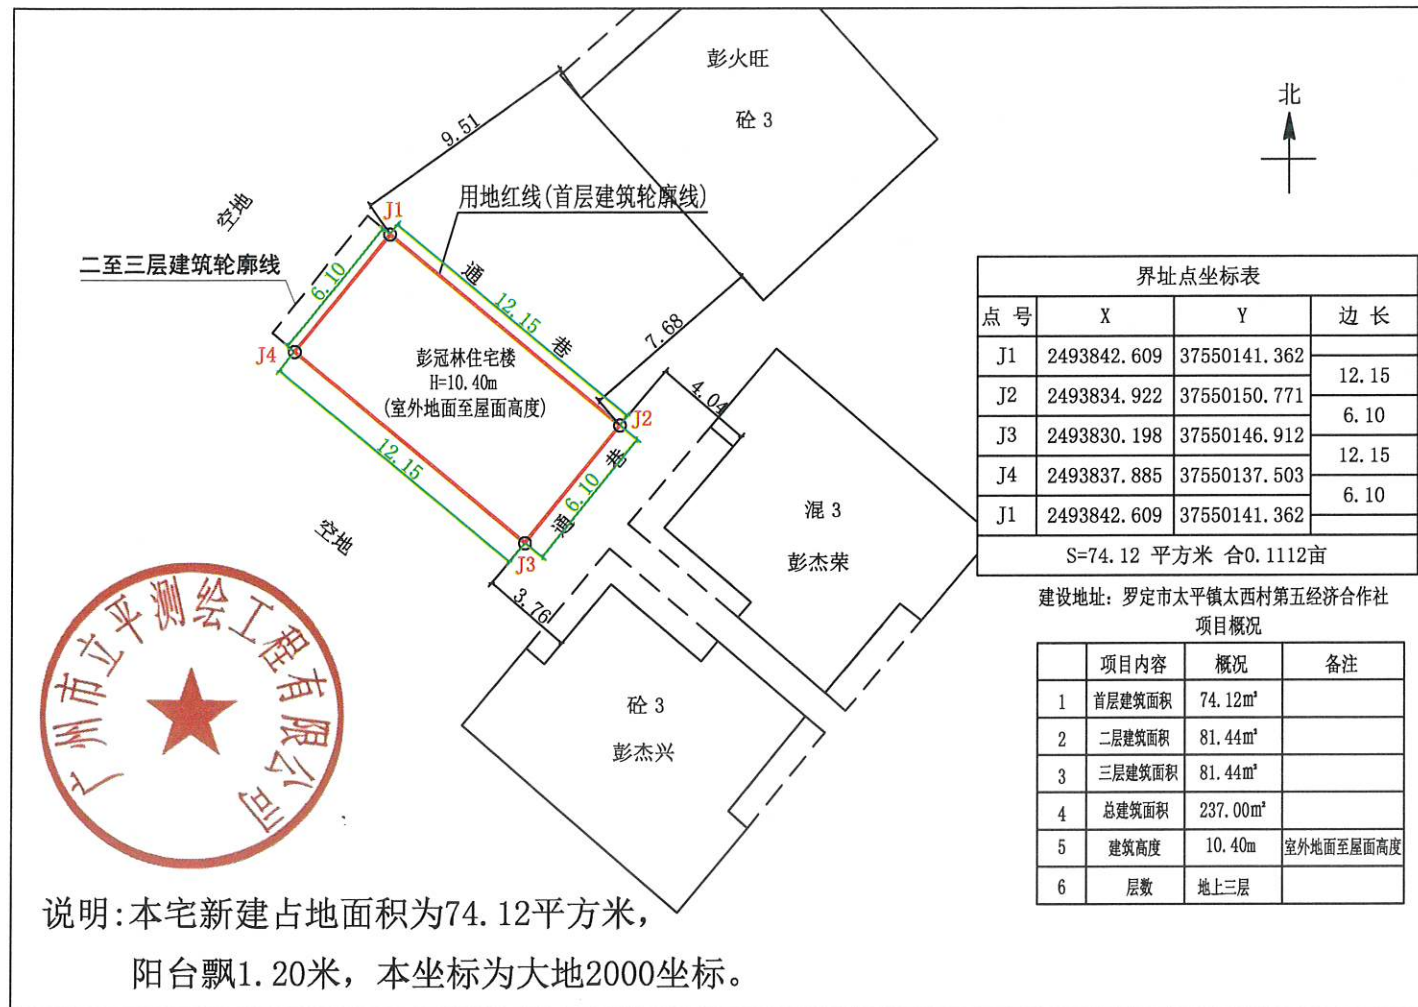 彭火旺
砼 3
北
9.51
空地
用地红线(首层建筑轮廓线)
J1
二至三层建筑轮廓线
6.10
通
12.15
巷
7.68
J4
彭冠林住宅楼
H=10.40m
(室外地面至屋面高度)
4.04
J2
12.15
巷
6.10
通
空地
J3
3.76
混 3
彭杰荣
砼 3
彭杰兴
界址点坐标表
点 号 X Y 边 长
J1 2493842.609 37550141.362
12.15
J2 2493834.922 37550150.771
6.10
J3 2493830.198 37550146.912
12.15
J4 2493837.885 37550137.503
6.10
J1 2493842.609 37550141.362
S=74.12 平方米 合0.1112亩
建设地址: 罗定市太平镇太西村第五经济合作社
项目概况
项目内容 概况 备注
1 首层建筑面积 74.12m²
2 二层建筑面积 81.44m²
3 三层建筑面积 81.44m²
4 总建筑面积 237.00m²
5 建筑高度 10.40m 室外地面至屋面高度
6 层数 地上三层
广州市立平测绘工程有限公司
说明:本宅新建占地面积为74.12平方米，
阳台飘1.20米，本坐标为大地2000坐标。